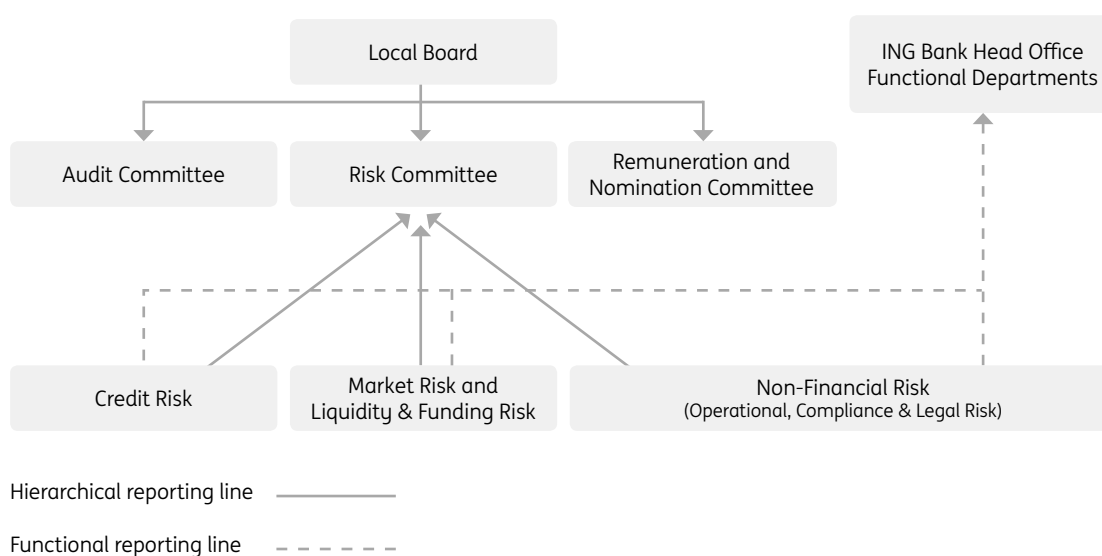 Local Board
ING Bank Head Office
Functional Departments
Audit Committee
Risk Committee
Remuneration and
Nomination Committee
Credit Risk
Market Risk and
Liquidity & Funding Risk
Non-Financial Risk
(Operational, Compliance & Legal Risk)
Hierarchical reporting line
Functional reporting line